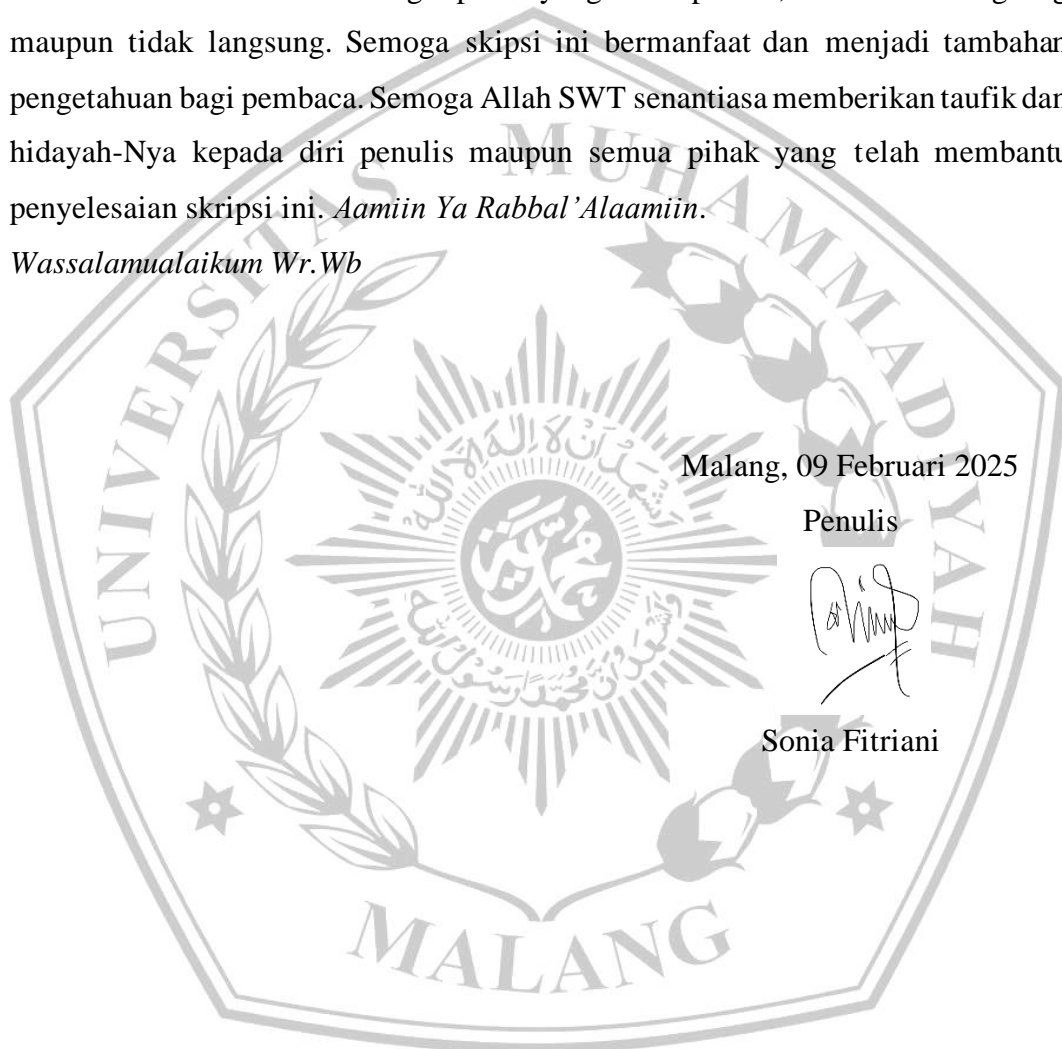 maupun tidak langsung. Semoga skipsi ini bermanfaat dan menjadi tambahan
pengetahuan bagi pembaca. Semoga Allah SWT senantiasa memberikan taufik dan
hidayah-Nya kepada diri penulis maupun semua pihak yang telah membantu
penyelesaian skripsi ini. Aamiin Ya Rabbal’Alaamiin.
Wassalamualaikum Wr.Wb
UNIVERSITAS MUHAMMADIYAH
Malang, 09 Februari 2025
Penulis
Sonia Fitriani
MALANG